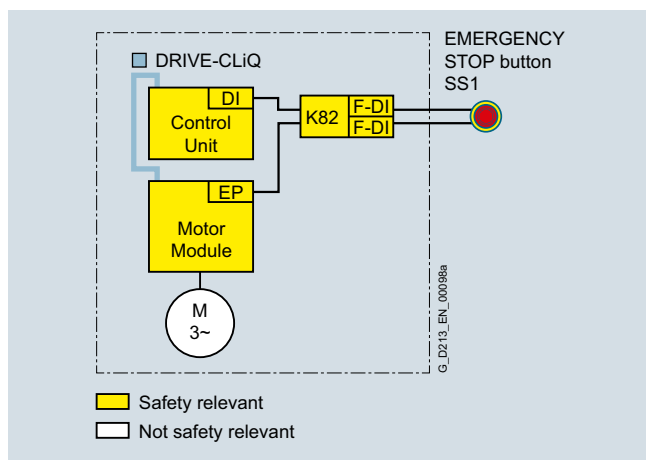 EMERGENCY
STOP button
SS1
DRIVE-CLiQ
DI
Control
Unit
K82
F-DI
F-DI
EP
Motor
Module
M
3~
G_D213_EN_00098a
Safety relevant
Not safety relevant